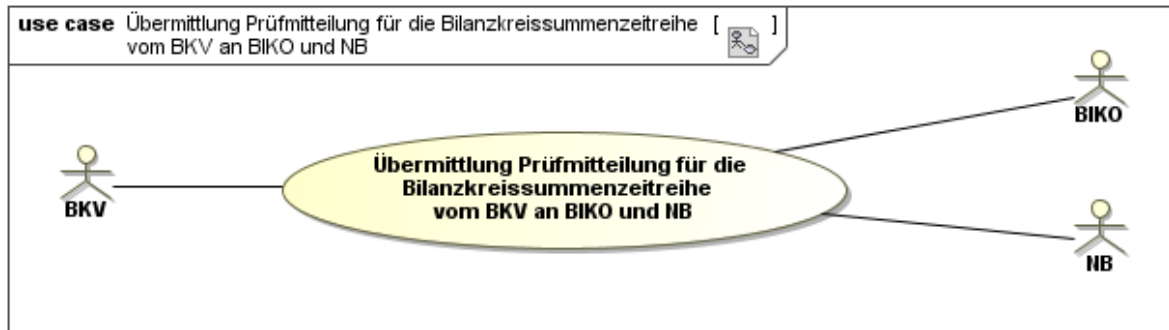 use case Übermittlung Prüfmitteilung für die Bilanzkreissummenzeitreihe [ ]
vom BKV an BIKO und NB
BIKO
Übermittlung Prüfmitteilung für die
Bilanzkreissummenzeitreihe
vom BKV an BIKO und NB
BKV
NB